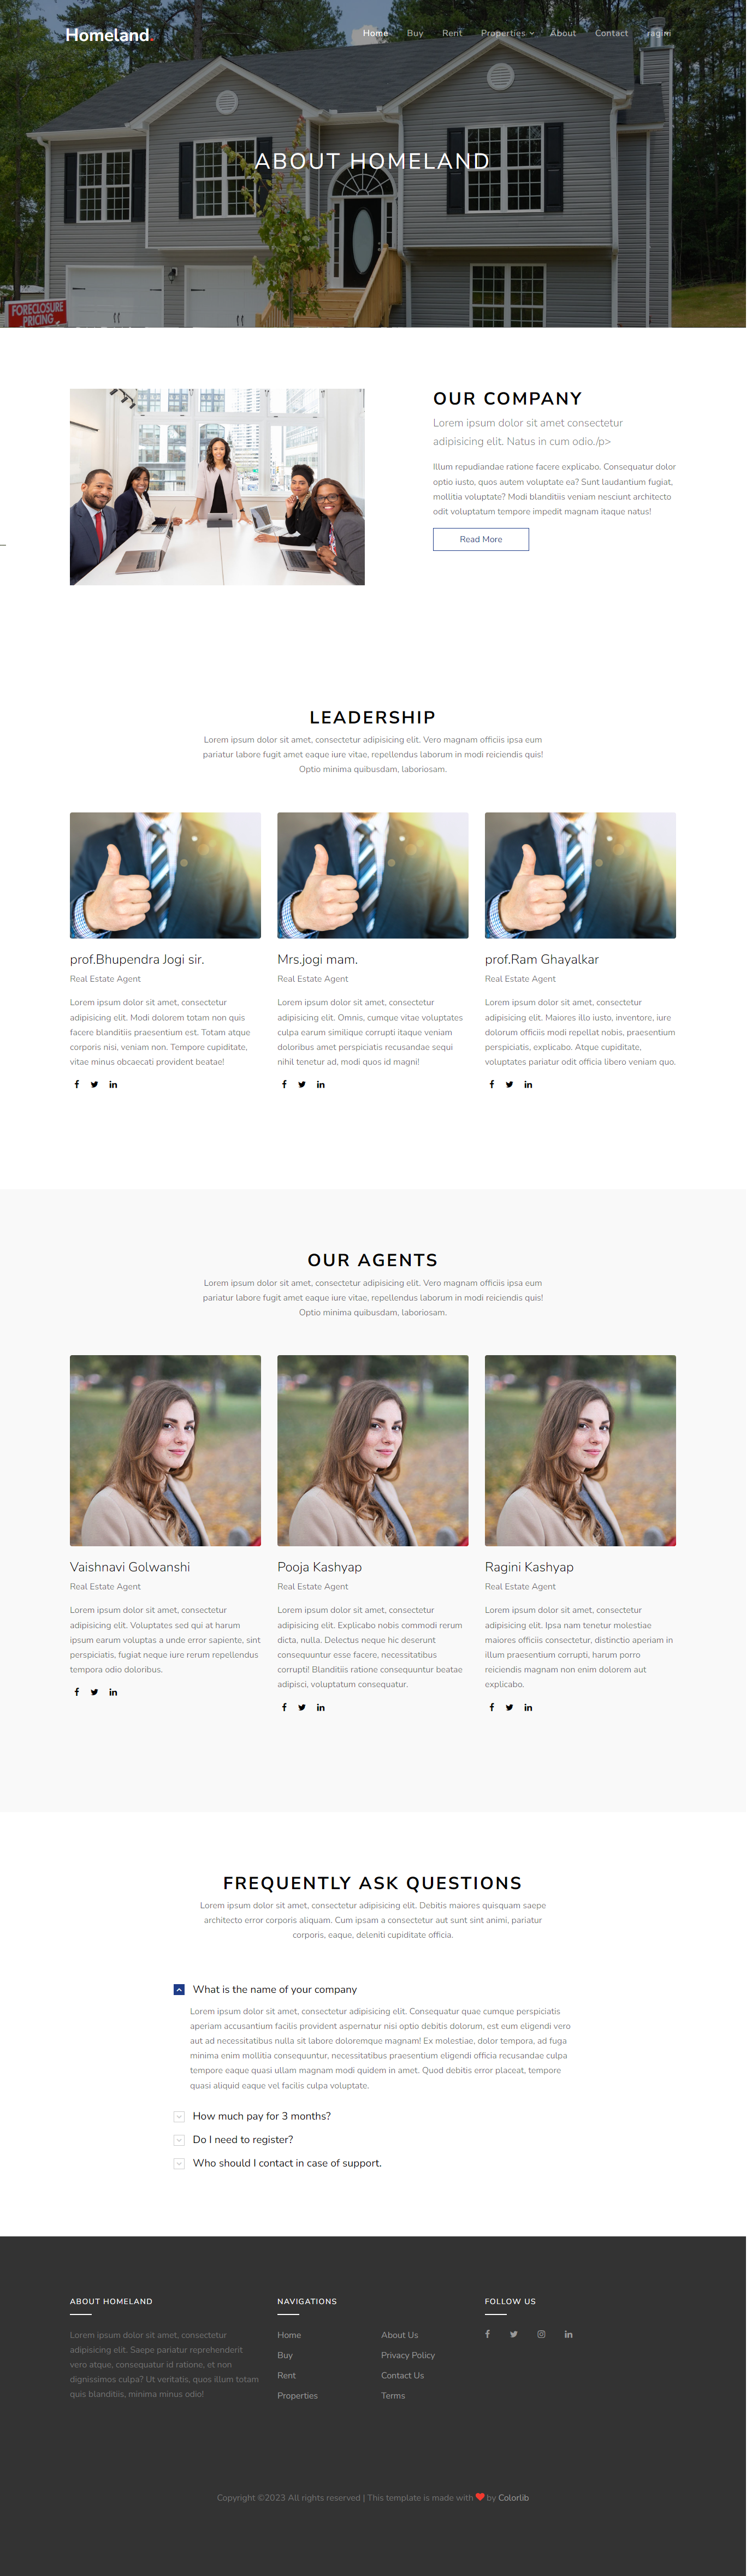 Homeland.
Home Buy Rent Properties About Contact ragini
ABOUT HOMELAND
FORECLOSURE
PRICING
OUR COMPANY
Lorem ipsum dolor sit amet consectetur
adipisicing elit. Natus in cum odio./p>
Illum repudiandae ratione facere explicabo. Consequatur dolor
optio iusto, quos autem voluptate ea? Sunt laudantium fugiat,
mollitia voluptate? Modi blanditiis veniam nesciunt architecto
odit voluptatum tempore impedit magnam itaque natus!
Read More
LEADERSHIP
Lorem ipsum dolor sit amet, consectetur adipisicing elit. Vero magnam officiis ipsa eum
pariatur labore fugit amet eaque iure vitae, repellendus laborum in modi reiciendis quis!
Optio minima quibusdam, laboriosam.
prof.Bhupendra Jogi sir.
Real Estate Agent
Lorem ipsum dolor sit amet, consectetur
adipisicing elit. Modi dolorem totam non quis
facere blanditiis praesentium est. Totam atque
corporis nisi, veniam non. Tempore cupiditate,
vitae minus obcaecati provident beatae!
Mrs.jogi mam.
Real Estate Agent
Lorem ipsum dolor sit amet, consectetur
adipisicing elit. Omnis, cumque vitae voluptates
culpa earum similique corrupti itaque veniam
doloribus amet perspiciatis recusandae sequi
nihil tenetur ad, modi quos id magni!
prof.Ram Ghayalkar
Real Estate Agent
Lorem ipsum dolor sit amet, consectetur
adipisicing elit. Maiores illo iusto, inventore, iure
dolorum officiis modi repellat nobis, praesentium
perspiciatis, explicabo. Atque cupiditate,
voluptates pariatur odit officia libero veniam quo.
OUR AGENTS
Lorem ipsum dolor sit amet, consectetur adipisicing elit. Vero magnam officiis ipsa eum
pariatur labore fugit amet eaque iure vitae, repellendus laborum in modi reiciendis quis!
Optio minima quibusdam, laboriosam.
Vaishnavi Golwanshi
Real Estate Agent
Lorem ipsum dolor sit amet, consectetur
adipisicing elit. Voluptates sed qui at harum
ipsum earum voluptas a unde error sapiente, sint
perspiciatis, fugiat neque iure rerum repellendus
tempora odio doloribus.
Pooja Kashyap
Real Estate Agent
Lorem ipsum dolor sit amet, consectetur
adipisicing elit. Explicabo nobis commodi rerum
dicta, nulla. Delectus neque hic deserunt
consequuntur esse facere, necessitatibus
corrupti! Blanditiis ratione consequuntur beatae
adipisci, voluptatum consequatur.
Ragini Kashyap
Real Estate Agent
Lorem ipsum dolor sit amet, consectetur
adipisicing elit. Ipsa nam tenetur molestiae
maiores officiis consectetur, distinctio aperiam in
illum praesentium corrupti, harum porro
reiciendis magnam non enim dolorem aut
explicabo.
FREQUENTLY ASK QUESTIONS
Lorem ipsum dolor sit amet, consectetur adipisicing elit. Debitis maiores quisquam saepe
architecto error corporis aliquam. Cum ipsam a consectetur aut sunt sint animi, pariatur
corporis, eaque, deleniti cupiditate officia.
What is the name of your company
Lorem ipsum dolor sit amet, consectetur adipisicing elit. Consequatur quae cumque perspiciatis
aperiam accusantium facilis provident aspernatur nisi optio debitis dolorum, est eum eligendi vero
aut ad necessitatibus nulla sit labore doloremque magnam! Ex molestiae, dolor tempora, ad fuga
minima enim mollitia consequuntur, necessitatibus praesentium eligendi officia recusandae culpa
tempore eaque quasi ullam magnam modi quidem in amet. Quod debitis error placeat, tempore
quasi aliquid eaque vel facilis culpa voluptate.
How much pay for 3 months?
Do I need to register?
Who should I contact in case of support.
ABOUT HOMELAND
Lorem ipsum dolor sit amet, consectetur
adipisicing elit. Saepe pariatur reprehenderit
vero atque, consequatur id ratione, et non
dignissimos culpa? Ut veritatis, quos illum totam
quis blanditiis, minima minus odio!
NAVIGATIONS
Home
Buy
Rent
Properties
About Us
Privacy Policy
Contact Us
Terms
FOLLOW US
Copyright ©2023 All rights reserved | This template is made with ❤ by Colorlib